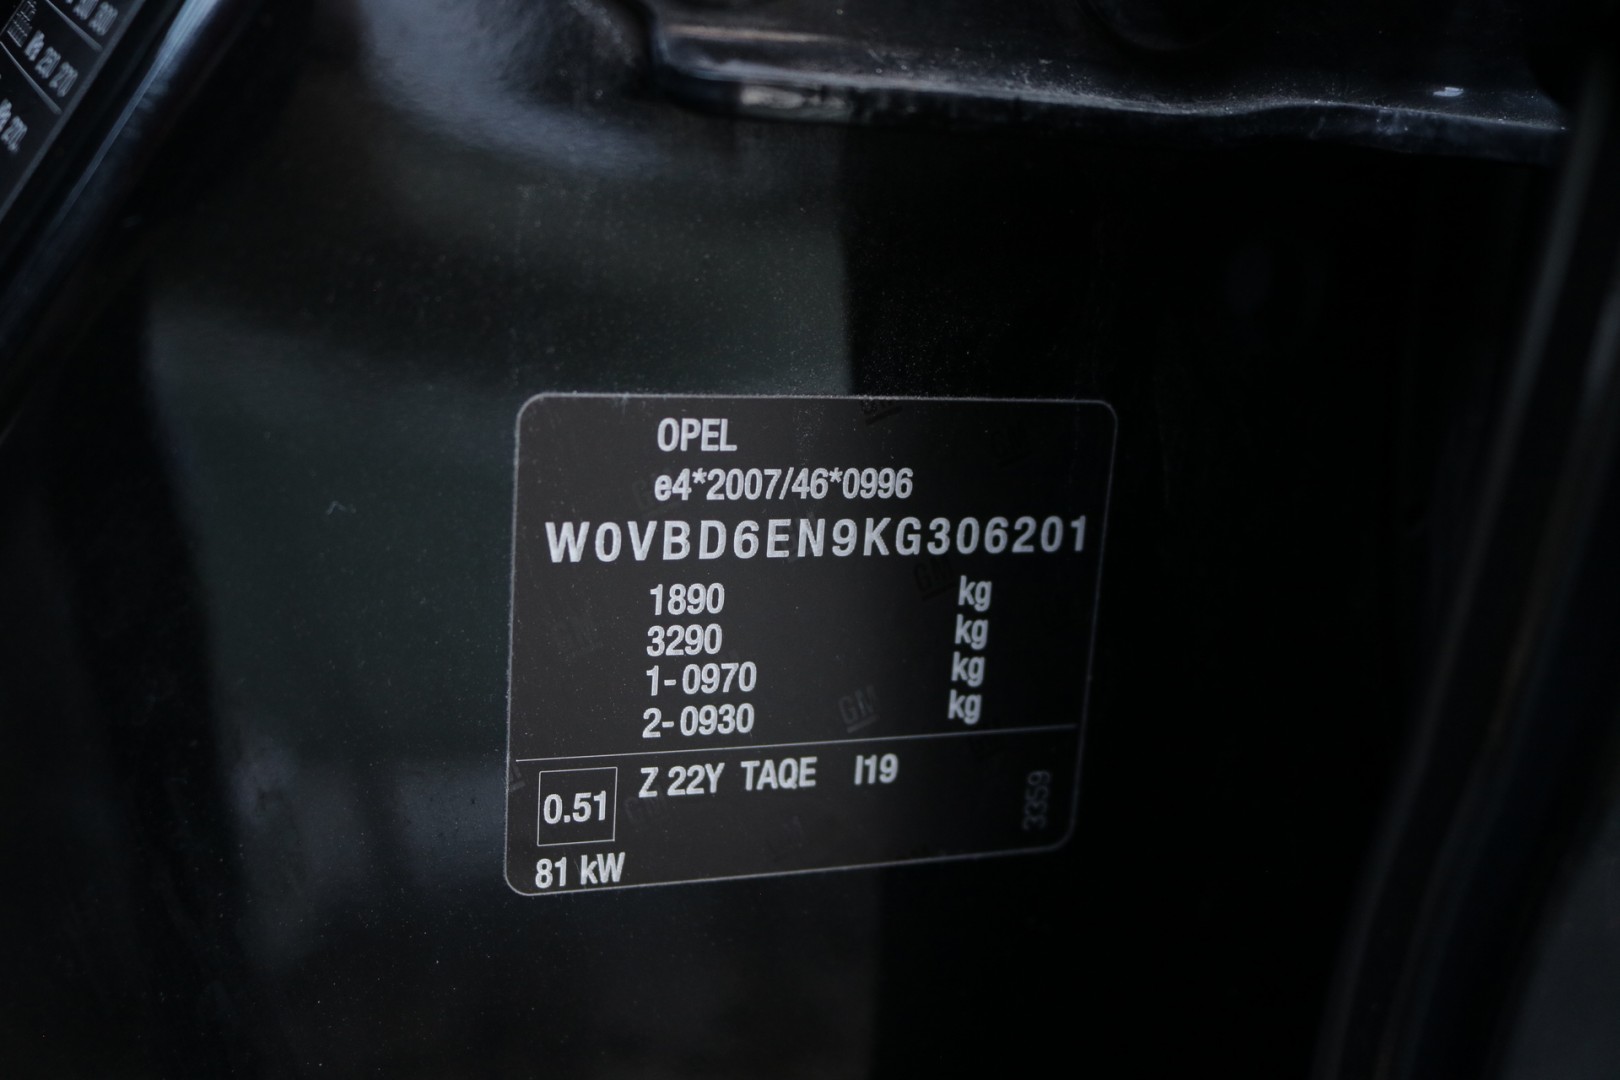 OPEL
e4*2007/46*0996
W0VBD6EN9KG306201
1890 kg
3290 kg
1-0970 kg
2-0930 kg
0.51 Z 22Y TAQE I19
81 kW
3359
GM